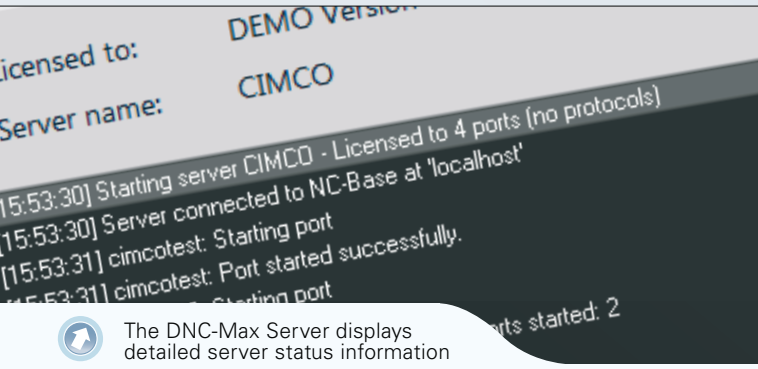 Licensed to:
DEMO Version
Server name:
CIMCO
[15:53:30] Starting server CIMCO - Licensed to 4 ports (no protocols)
[15:53:30] Server connected to NC-Base at 'localhost'
[15:53:31] cimcotest: Starting port
[15:53:31] cimcotest: Port started successfully.
Starting port
started: 2
The DNC-Max Server displays
detailed server status information